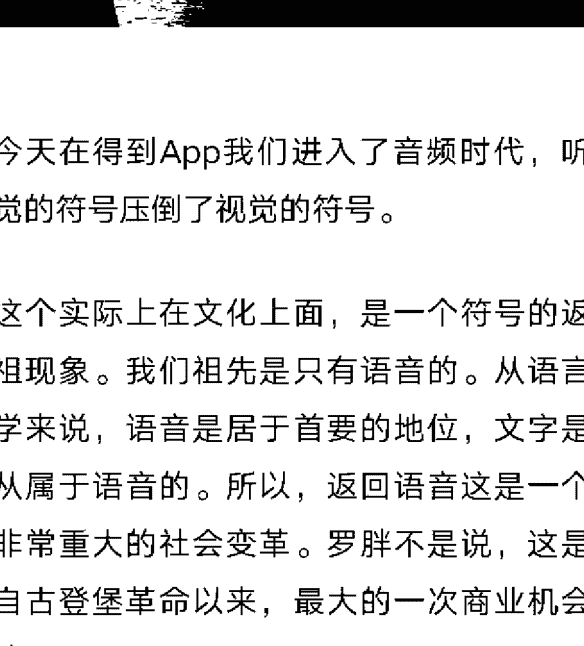 今天在得到App我们进入了音频时代，听
觉的符号压倒了视觉的符号。
这个实际上在文化上面，是一个符号的返
祖现象。我们祖先是只有语音的。从语言
学来说，语音是居于首要的地位，文字是
从属于语音的。所以，返回语音这是一个
非常重大的社会变革。罗胖不是说，这是
自古登堡革命以来，最大的一次商业机会